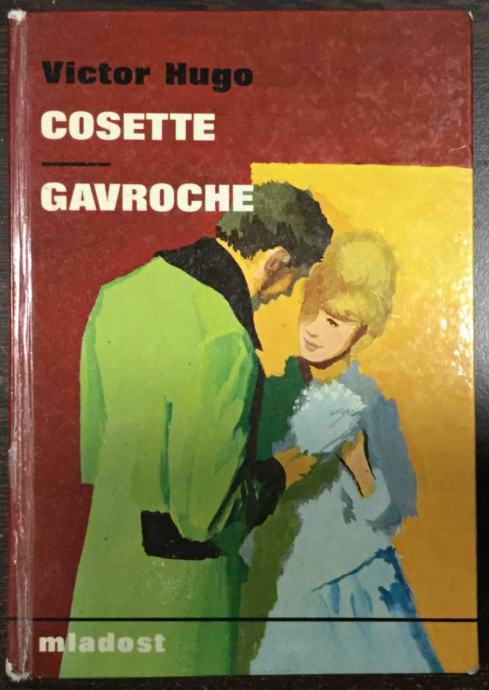 Victor Hugo
COSETTE
GAVROCHE
mladost